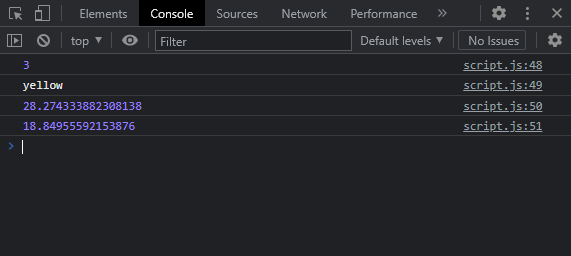 Elements Console Sources Network Performance »
top ▼ Filter Default levels ▼ No Issues
3 script.js:48
yellow script.js:49
28.274333882308138 script.js:50
18.84955592153876 script.js:51
>